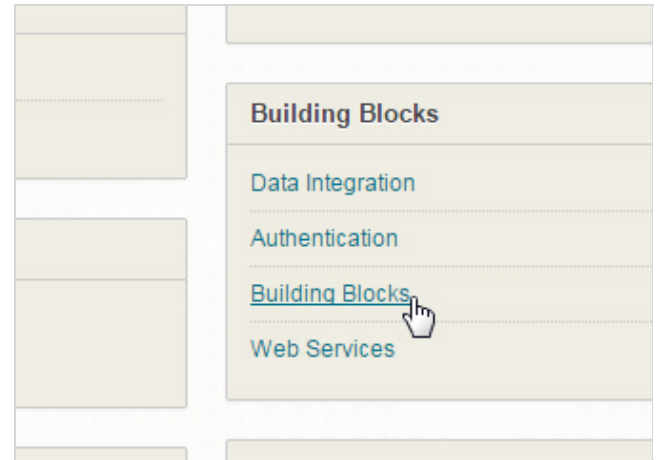 Building Blocks
Data Integration
Authentication
Building Blocks
Web Services